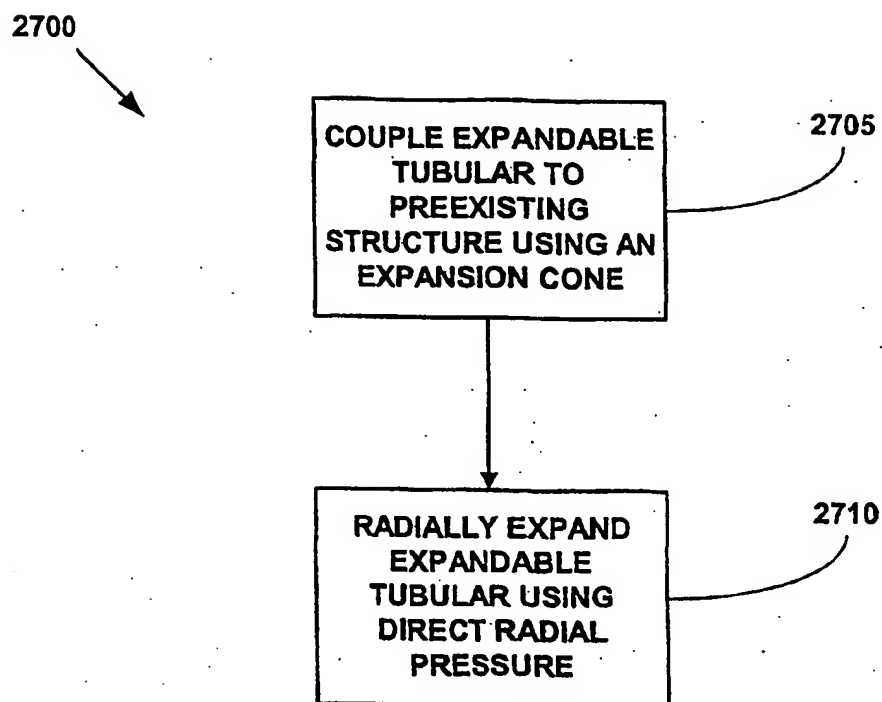 2700
COUPLE EXPANDABLE
TUBULAR TO
PREEXISTING
STRUCTURE USING AN
EXPANSION CONE
2705
RADIALLY EXPAND
EXPANDABLE
TUBULAR USING
DIRECT RADIAL
PRESSURE
2710